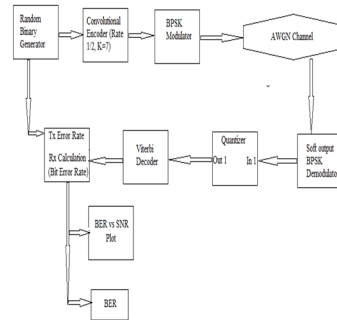 Random
Binary
Generator
Convolutional
Encoder (Rate
1/2, K=7)
BPSK
Modulator
AWGN Channel
Tx Error Rate
Rx Calculation
(Bit Error Rate)
Viterbi
Decoder
Quantizer
Out 1 In 1
Soft output
BPSK
Demodulator
BER vs SNR
Plot
BER